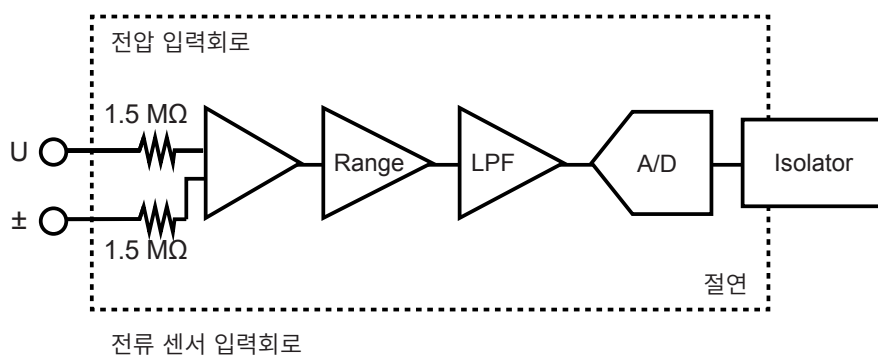 전압 입력회로
1.5 MΩ
U
±
1.5 MΩ
Range
LPF
A/D
Isolator
절연
전류 센서 입력회로